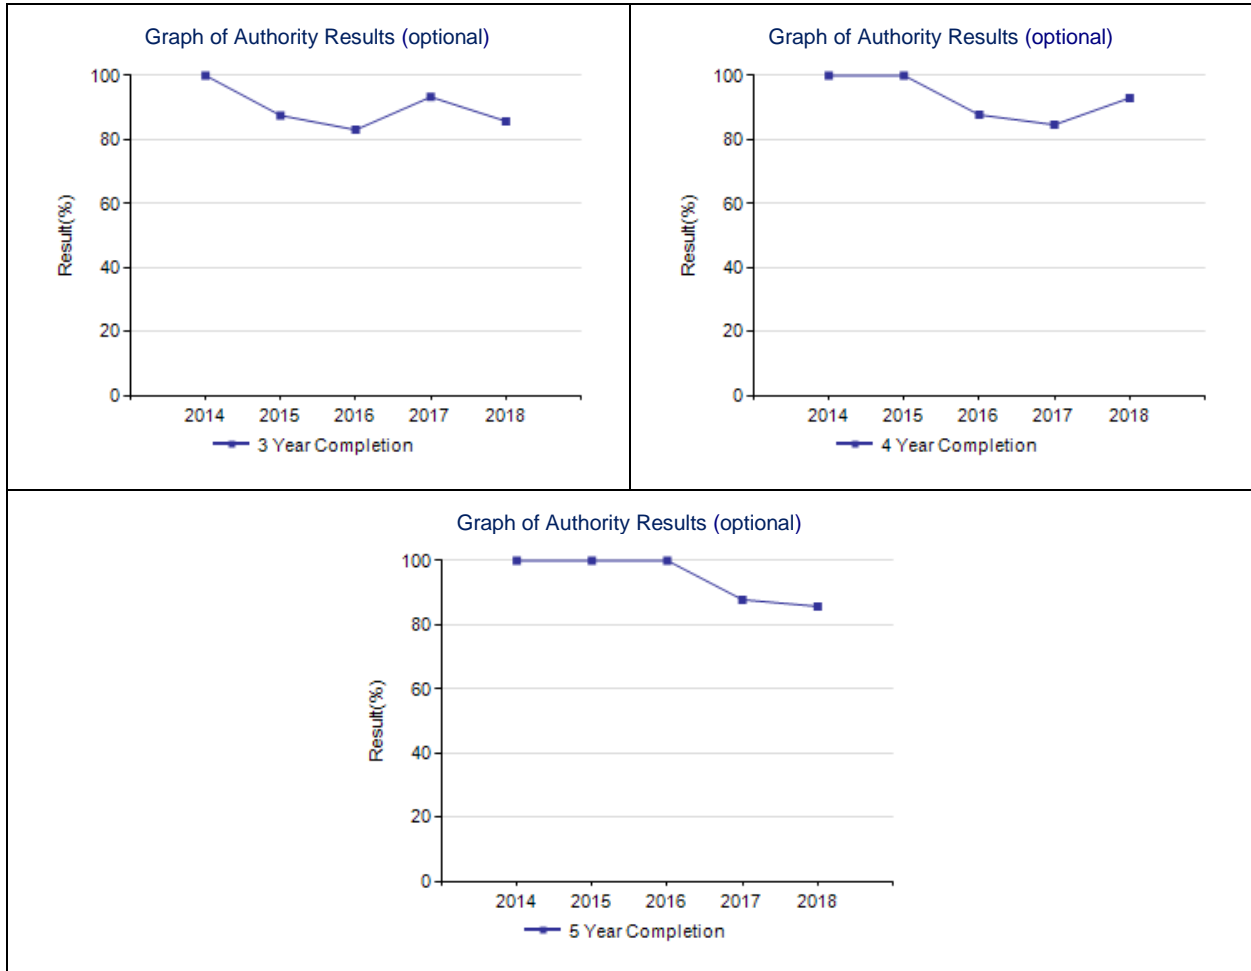 Graph of Authority Results (optional)
100
80
60
40
20
0
Result(%)
2014 2015 2016 2017 2018
3 Year Completion
Graph of Authority Results (optional)
100
80
60
40
20
0
Result(%)
2014 2015 2016 2017 2018
4 Year Completion
Graph of Authority Results (optional)
100
80
60
40
20
0
Result(%)
2014 2015 2016 2017 2018
5 Year Completion